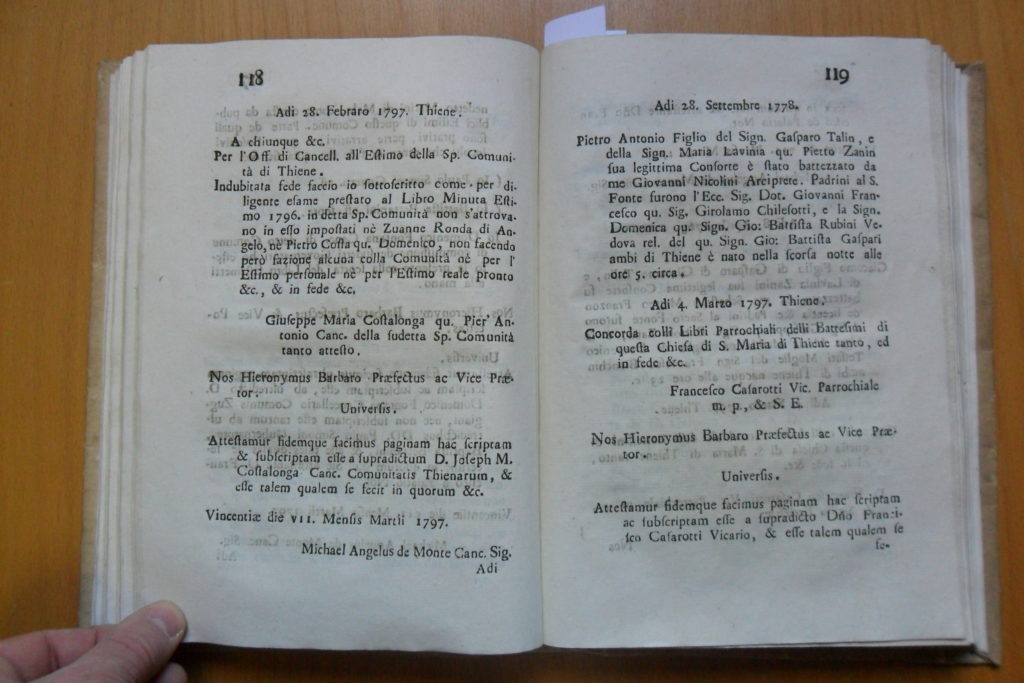 118
Adi 28. Febraro 1797. Thiene.
A chiunque &c.
Per l'Off. di Cancell. all'Eſtimo della Sp. Comuni-
tà di Thiene.
Indubitata fede faccio io ſottoſcritto come per di-
ligente eſame preſtato al Libro Minuta Eſti-
mo 1796. in detta Sp. Comunità non s'attrova-
no in eſſo impoſtati nè Zuanne Ronda di An-
gelo, nè Pietro Coſta qu. Domenico, non facendo
però fazione alcuna colla Comunità nè per l'
Eſtimo perſonale nè per l'Eſtimo reale pronto
&c., & in fede &c.
Giuſeppe Maria Coſtalonga qu. Pier An-
tonio Canc. della ſudetta Sp. Comunità
tanto atteſto.
Nos Hieronymus Barbaro Præfectus ac Vice Præ-
tor.
Univerſis.
Atteſtamur fidemque facimus paginam hac ſcriptam
& ſubſcriptam eſſe a ſupradictum D. Joſeph M.
Coſtalonga Canc. Comunitatis Thienarum, &
eſſe talem qualem ſe fecit in quorum &c.
Vincentiæ die VII. Menſis Martii 1797.
Michael Angelus de Monte Canc. Sig.
Adi
119
Adi 28. Settembre 1778.
Pietro Antonio Figlio del Sign. Gaſparo Talin, e
della Sign. Maria Lavinia qu. Pietro Zanin
ſua legittima Conſorte è ſtato battezzato da
me Giovanni Nicolini Arciprete. Padrini al S.
Fonte furono l'Ecc. Sig. Dot. Giovanni Fran-
ceſco qu. Sig. Girolamo Chileſotti, e la Sign.
Domenica qu. Sign. Gio: Battiſta Rubini Ve-
dova rel. del qu. Sign. Gio: Battiſta Gaſpari
ambi di Thiene è nato nella ſcorſa notte alle
ore 5. circa.
Adi 4. Marzo 1797. Thiene.
Concorda colli Libri Parrochiali delli Batteſimi di
queſta Chieſa di S. Maria di Thiene tanto, ed
in fede &c.
Franceſco Caſarotti Vic. Parrochiale
m. p., & S. E.
Nos Hieronymus Barbaro Præfectus ac Vice Præ-
tor.
Univerſis.
Atteſtamur fidemque facimus paginam hac ſcriptam
ac ſubſcriptam eſſe a ſupradicto Dño Franci-
ſco Caſarotti Vicario, & eſſe talem qualem ſe
ſe-